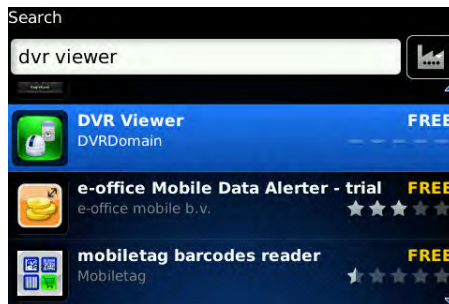 Search
dvr viewer
DVR Viewer FREE
DVRDomain
e-office Mobile Data Alerter - trial FREE
e-office mobile b.v.
mobiletag barcodes reader FREE
Mobiletag